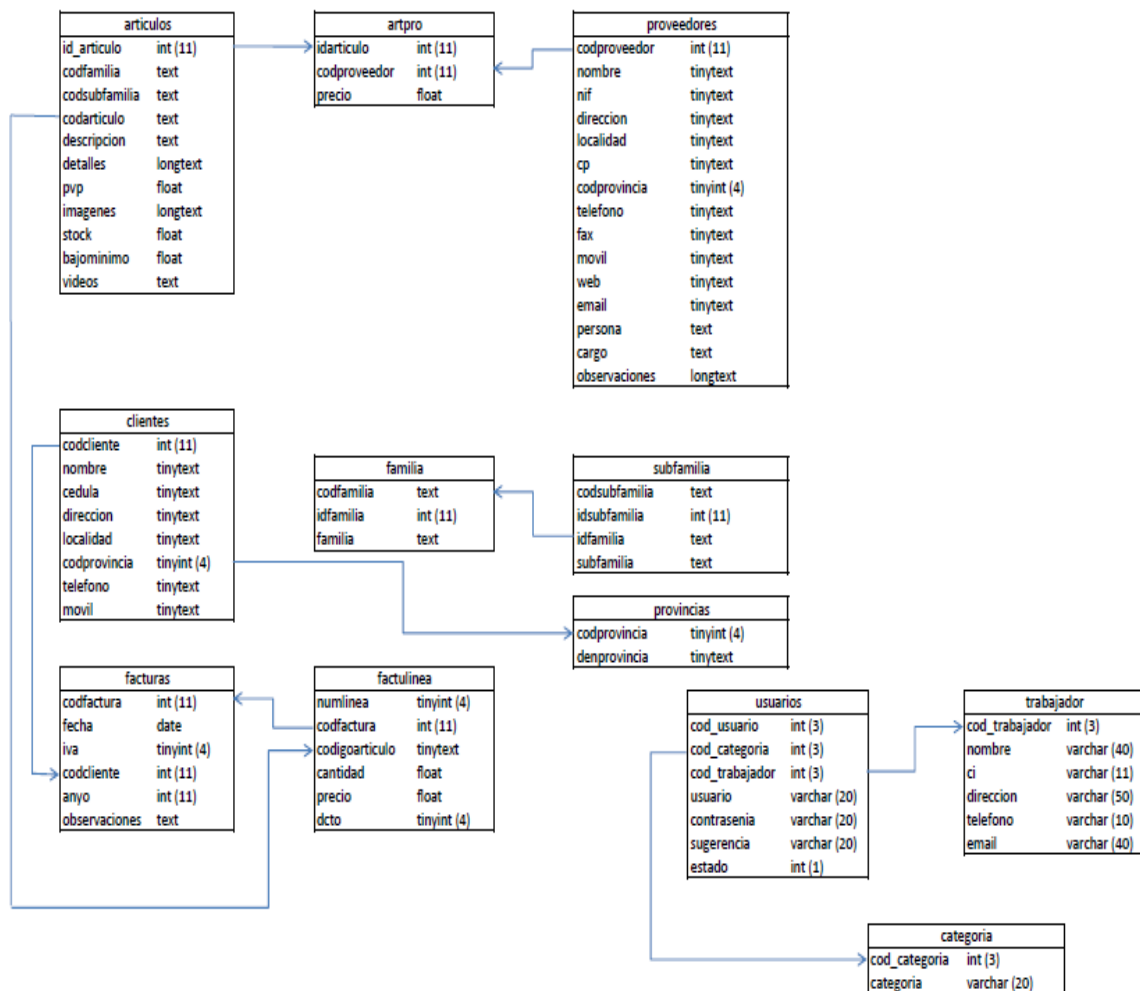 articulos
id_articulo int (11)
codfamilia text
codsubfamilia text
codarticulo text
descripcion text
detalles longtext
pvp float
imagenes longtext
stock float
bajominimo float
videos text
artpro
idarticulo int (11)
codproveedor int (11)
precio float
proveedores
codproveedor int (11)
nombre tinytext
nif tinytext
direccion tinytext
localidad tinytext
cp tinytext
codprovincia tinyint (4)
telefono tinytext
fax tinytext
movil tinytext
web tinytext
email tinytext
persona text
cargo text
observaciones longtext
clientes
codcliente int (11)
nombre tinytext
cedula tinytext
direccion tinytext
localidad tinytext
codprovincia tinyint (4)
telefono tinytext
movil tinytext
familia
codfamilia text
idfamilia int (11)
familia text
subfamilia
codsubfamilia text
idsubfamilia int (11)
idfamilia text
subfamilia text
provincias
codprovincia tinyint (4)
denprovincia tinytext
facturas
codfactura int (11)
fecha date
iva tinyint (4)
codcliente int (11)
anyo int (11)
observaciones text
factulinea
numlinea tinyint (4)
codfactura int (11)
codigoarticulo tinytext
cantidad float
precio float
dcto tinyint (4)
usuarios
cod_usuario int (3)
cod_categoria int (3)
cod_trabajador int (3)
usuario varchar (20)
contrasenia varchar (20)
sugerencia varchar (20)
estado int (1)
trabajador
cod_trabajador int (3)
nombre varchar (40)
ci varchar (11)
direccion varchar (50)
telefono varchar (10)
email varchar (40)
categoria
cod_categoria int (3)
categoria varchar (20)